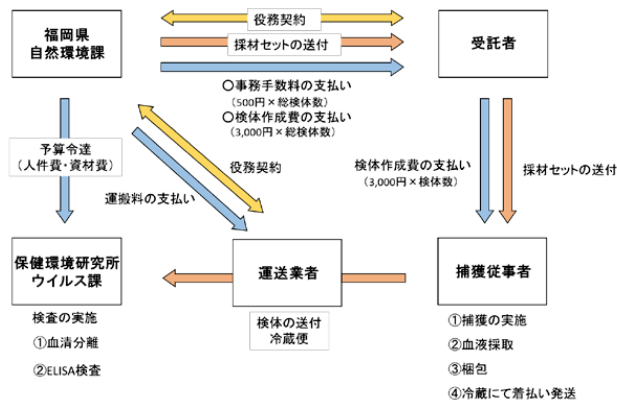 役務契約
福岡県
自然環境課
採材セットの送付
受託者
〇事務手数料の支払い
（500円×総検体数）
〇検体作成費の支払い
（3,000円×総検体数）
予算令達
（人件費・資材費）
役務契約
運搬料の支払い
検体作成費の支払い
（3,000円×検体数）
採材セットの送付
保健環境研究所
ウイルス課
運送業者
捕獲従事者
検査の実施
①血清分離
②ELISA検査
検体の送付
冷蔵便
①捕獲の実施
②血液採取
③梱包
④冷蔵にて着払い発送